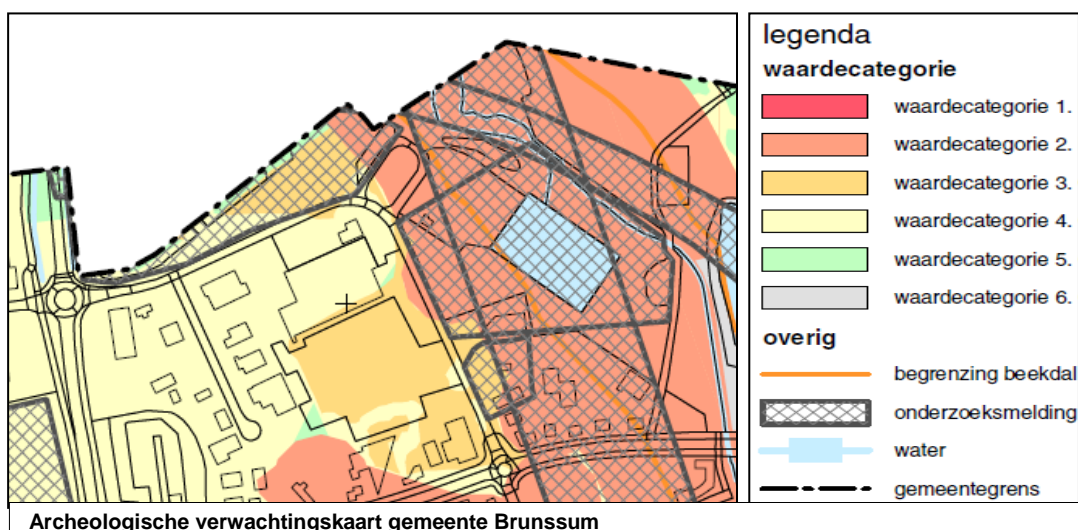 legenda
waardecategorie
waardecategorie 1.
waardecategorie 2.
waardecategorie 3.
waardecategorie 4.
waardecategorie 5.
waardecategorie 6.
overig
begrenzing beekdal
onderzoeksmelding
water
gemeentegrens
Archeologische verwachtingskaart gemeente Brunssum